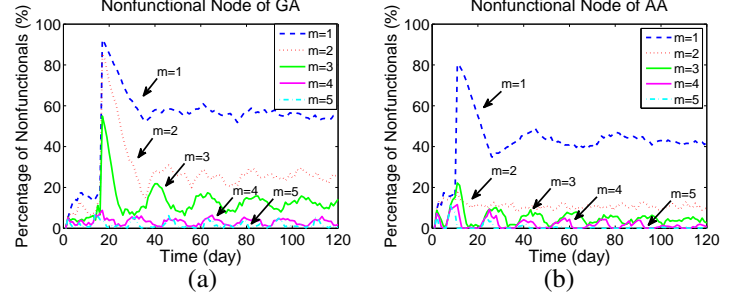 Nonfunctional Node of GA
Percentage of Nonfunctionals (%)
100
80
60
40
20
0
0
20
40
60
80
100
120
Time (day)
m=1
m=2
m=3
m=4
m=5
m=1
m=2
m=3
m=4
m=5
(a)
Nonfunctional Node of AA
Percentage of Nonfunctionals (%)
100
80
60
40
20
0
0
20
40
60
80
100
120
Time (day)
m=1
m=2
m=3
m=4
m=5
m=1
m=2
m=3
m=4
m=5
(b)